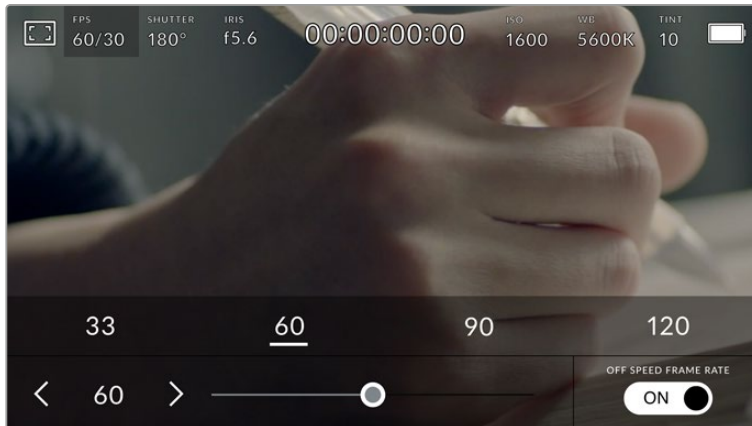 FPS SHUTTER IRIS 00:00:00:00 ISO WB TINT
60/30 180° f5.6 1600 5600K 10
33 60 90 120
OFF SPEED FRAME RATE
60 ON